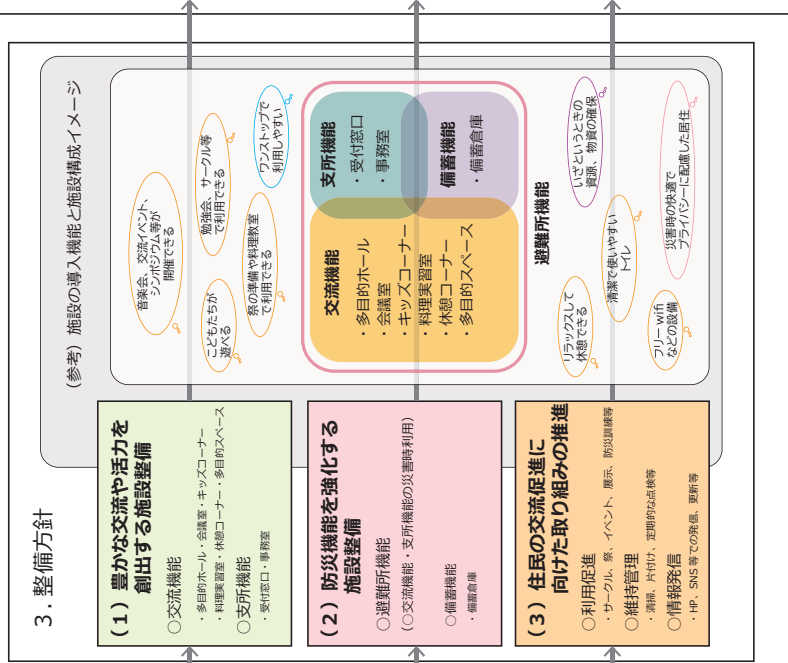 3．整備方針
（1）豊かな交流や活力を
創出する施設整備
○交流機能
・多目的ホール・会議室・キッズコーナー
・料理実習室・休憩コーナー・多目的スペース
○支所機能
・受付窓口・事務室
（2）防災機能を強化する
施設整備
○避難所機能
（○交流機能・支所機能の災害時利用）
○備蓄機能
・備蓄倉庫
（3）住民の交流促進に
向けた取り組みの推進
○利用促進
・サークル、祭、イベント、展示、防災訓練等
○維持管理
・清掃、片付け、定期的な点検等
○情報発信
・HP、SNS 等での発信、更新等
（参考）施設の導入機能と施設構成イメージ
音楽会、交流イベント、
シンポジウム等が
開催できる
勉強会、サークル等
で利用できる
ワンストップで
利用しやすい
こどもたちが
遊べる
祭の準備や料理教室
で利用できる
交流機能
・多目的ホール
・会議室
・キッズコーナー
・料理実習室
・休憩コーナー
・多目的スペース
支所機能
・受付窓口
・事務室
備蓄機能
・備蓄倉庫
避難所機能
リラックスして
休憩できる
清潔で使いやすい
トイレ
いざというときの
資源、物資の確保
フリー wifi
などの設備
災害時の快適で
プライバシーに配慮した居住